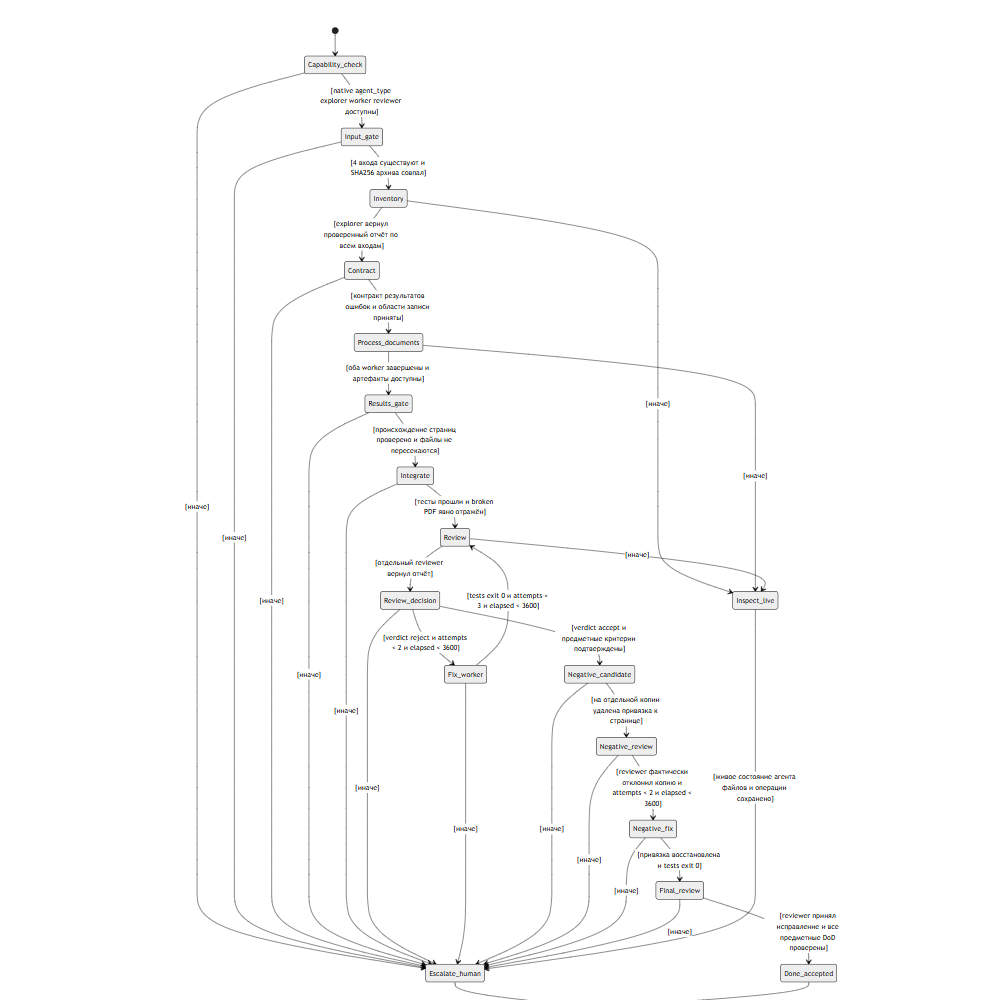 Capability_check
[native agent_type
explorer worker reviewer
доступны]
Input_gate
[4 входа существуют и
SHA256 архива совпал]
Inventory
[explorer вернул
проверенный отчёт по
всем входам]
Contract
[контракт результатов
ошибок и области записи
приняты]
Process_documents
[оба worker завершены и
артефакты доступны]
Results_gate
[иначе]
[происхождение страниц
проверено и файлы не
пересекаются]
Integrate
[иначе]
[тесты прошли и broken
PDF явно отражён]
[иначе]
Review
[иначе]
[иначе]
[отдельный reviewer
вернул отчёт]
[tests exit 0 и attempts <
3 и elapsed < 3600]
[иначе]
Review_decision
Inspect_live
[verdict reject и attempts
< 2 и elapsed < 3600]
[verdict accept и
предметные критерии
подтверждены]
[иначе]
Fix_worker
Negative_candidate
[иначе]
[на отдельной копии
удалена привязка к
странице]
Negative_review
[иначе]
[reviewer фактически
отклонил копию и
attempts < 2 и elapsed <
3600]
[живое состояние агента
файлов и операции
сохранено]
[иначе]
[иначе]
Negative_fix
[иначе]
[привязка восстановлена
и tests exit 0]
[иначе]
Final_review
[иначе]
[reviewer принял
исправление и все
предметные DoD
проверены]
Escalate_human
Done_accepted